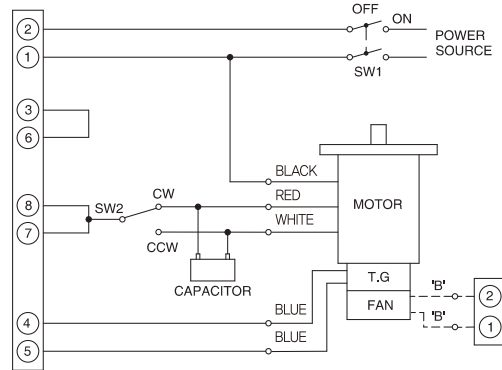 OFF
ON
2
POWER
SOURCE
1
SW1
3
6
BLACK
8
CW
RED
MOTOR
SW2
WHITE
7
CCW
T.G
CAPACITOR
'B'
2
BLUE
FAN
4
'B'
1
BLUE
5